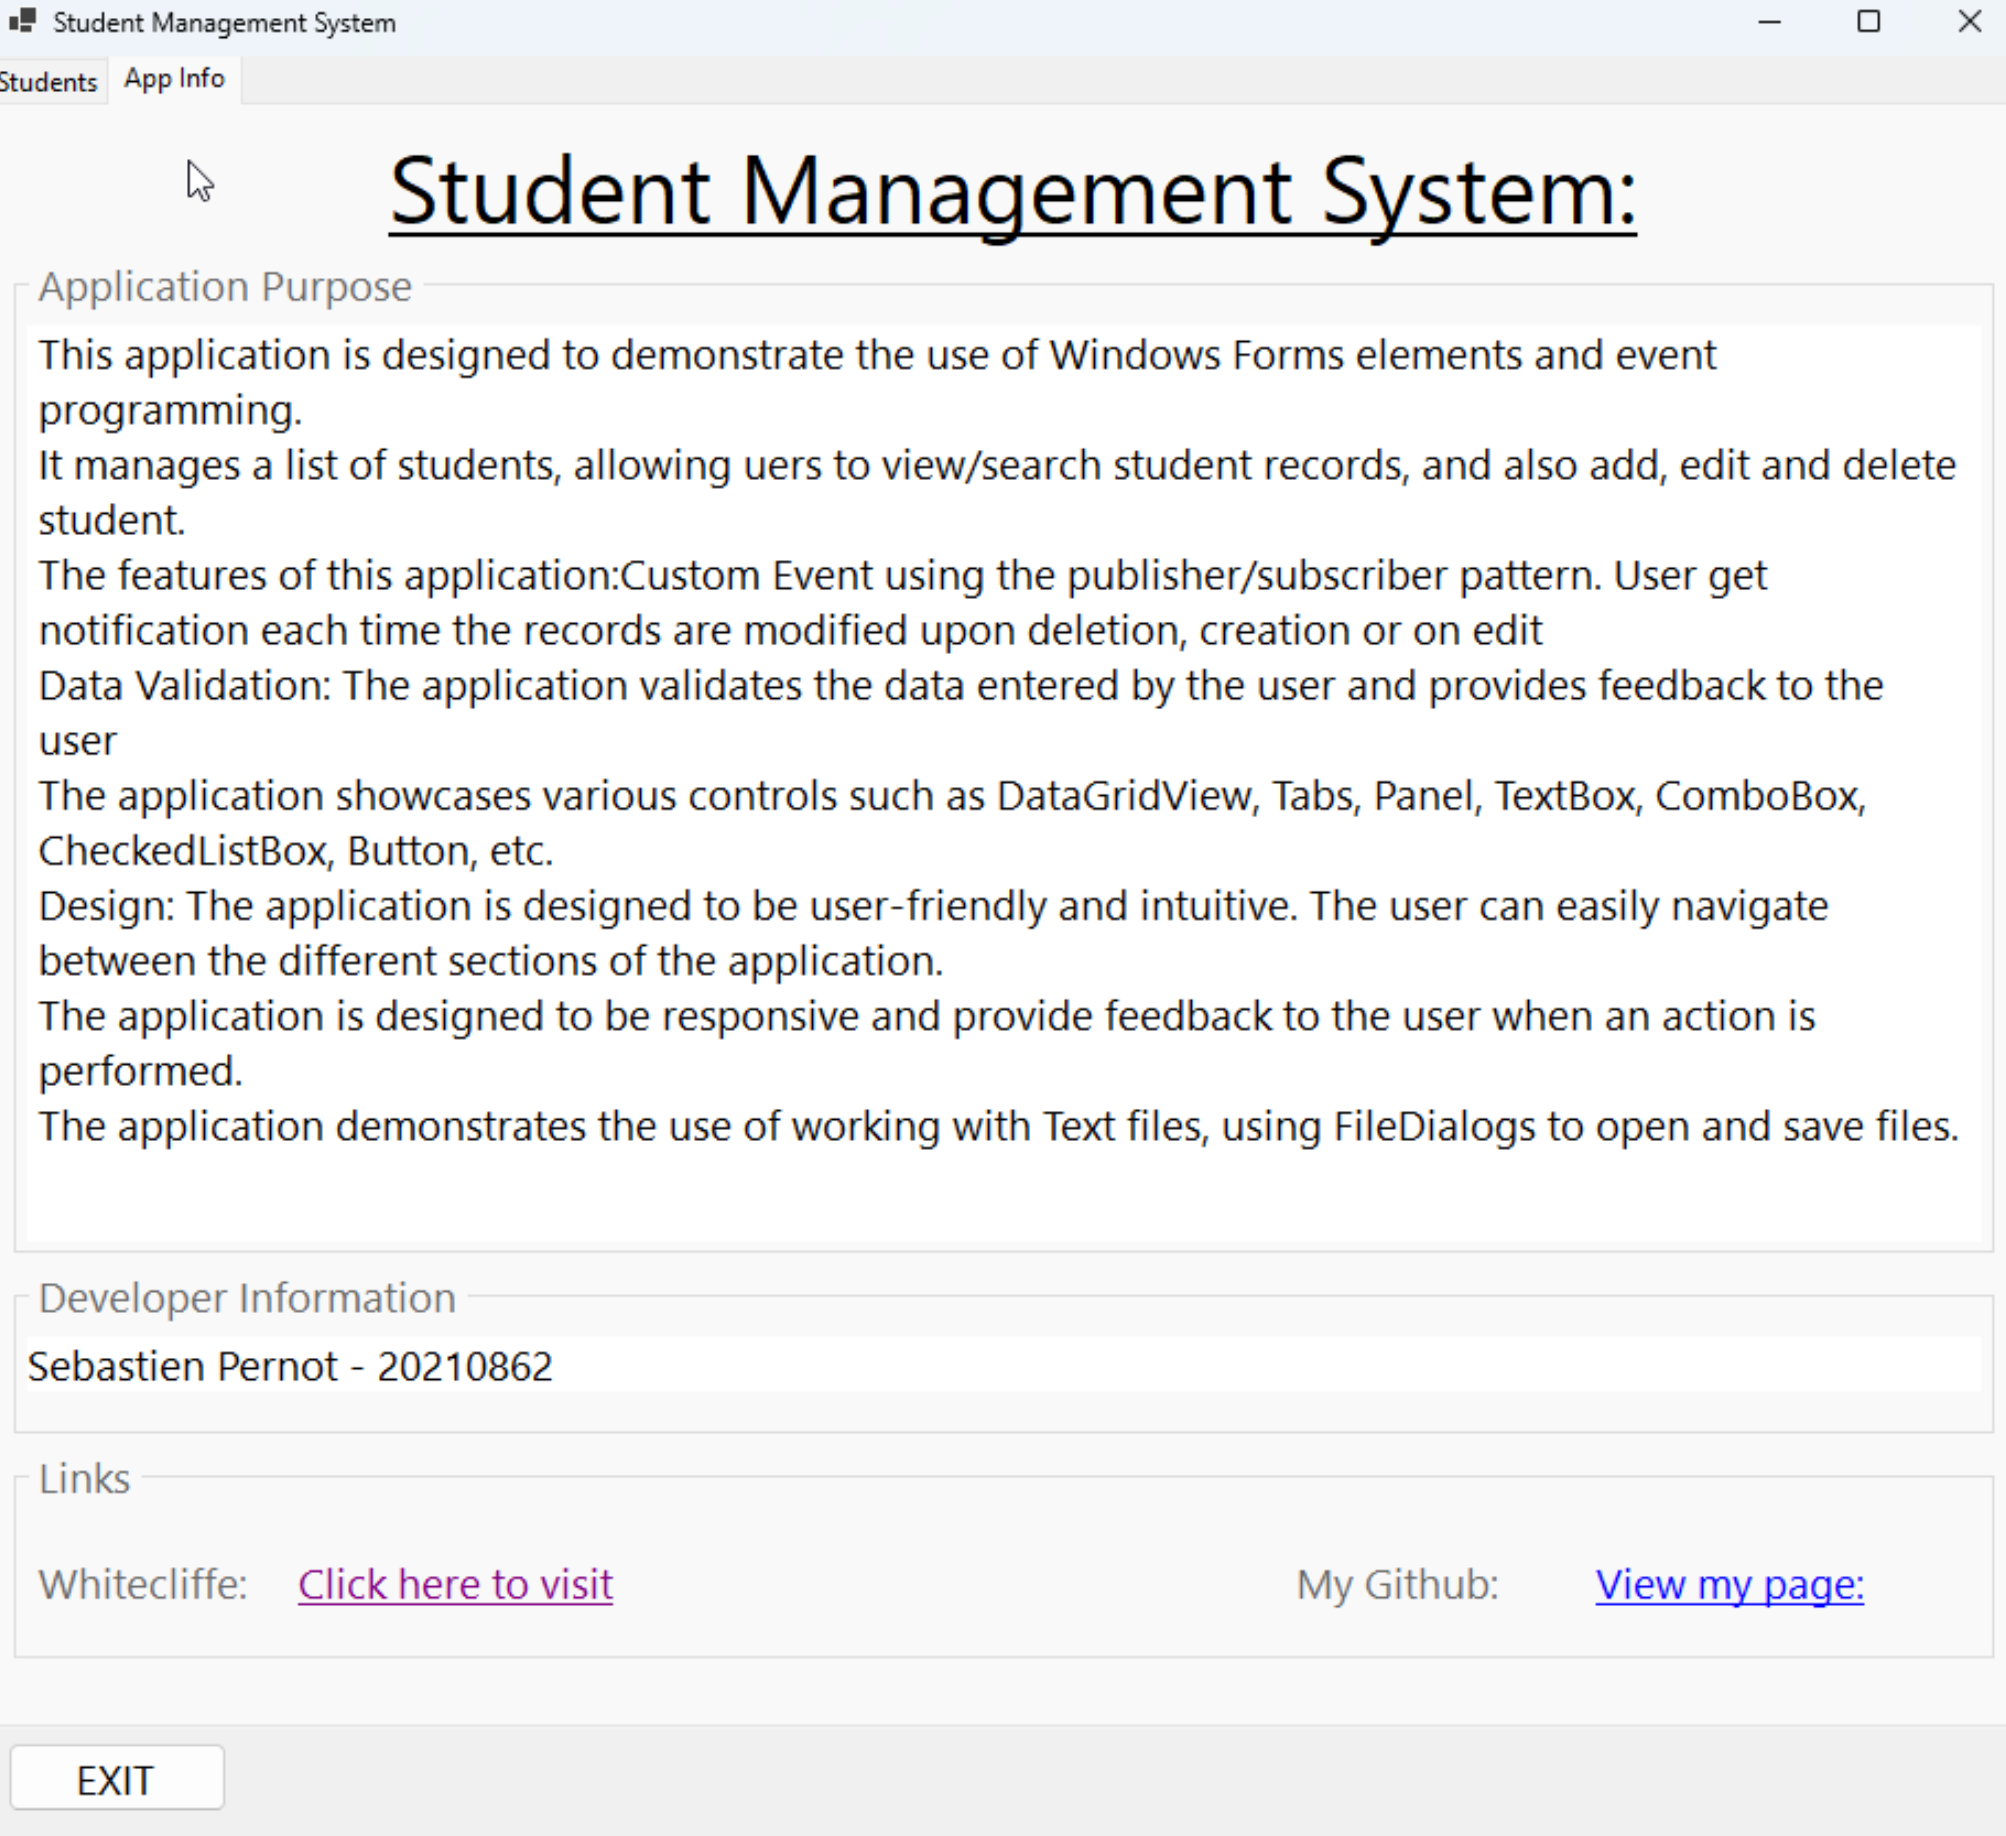 Student Management System
Students App Info
Student Management System:
Application Purpose
This application is designed to demonstrate the use of Windows Forms elements and event
programming.
It manages a list of students, allowing uers to view/search student records, and also add, edit and delete
student.
The features of this application:Custom Event using the publisher/subscriber pattern. User get
notification each time the records are modified upon deletion, creation or on edit
Data Validation: The application validates the data entered by the user and provides feedback to the
user
The application showcases various controls such as DataGridView, Tabs, Panel, TextBox, ComboBox,
CheckedListBox, Button, etc.
Design: The application is designed to be user-friendly and intuitive. The user can easily navigate
between the different sections of the application.
The application is designed to be responsive and provide feedback to the user when an action is
performed.
The application demonstrates the use of working with Text files, using FileDialogs to open and save files.
Developer Information
Sebastien Pernot - 20210862
Links
Whitecliffe: Click here to visit My Github: View my page:
EXIT